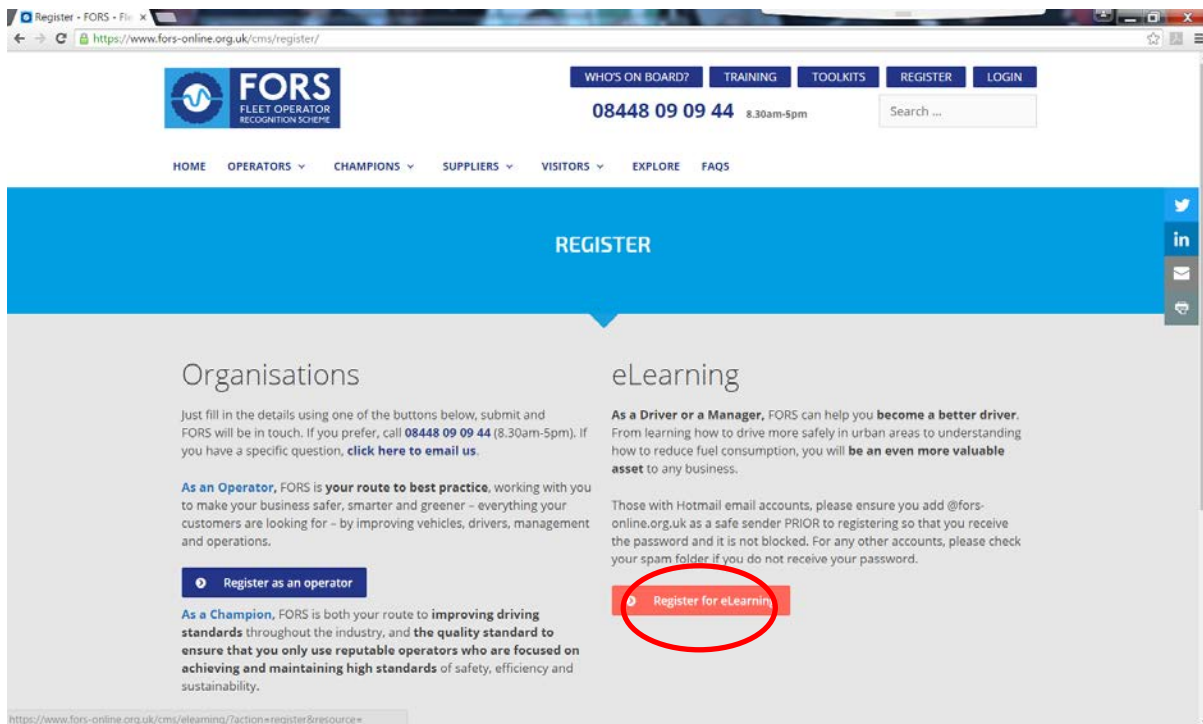 Register - FORS - Fle
https://www.fors-online.org.uk/cms/register/
FORS
FLEET OPERATOR
RECOGNITION SCHEME
WHO'S ON BOARD?
TRAINING
TOOLKITS
REGISTER
LOGIN
08448 09 09 44 8.30am-5pm
Search ...
HOME
OPERATORS
CHAMPIONS
SUPPLIERS
VISITORS
EXPLORE
FAQS
REGISTER
in
Organisations
Just fill in the details using one of the buttons below, submit and
FORS will be in touch. If you prefer, call 08448 09 09 44 (8.30am-5pm). If
you have a specific question, click here to email us.
As an Operator, FORS is your route to best practice, working with you
to make your business safer, smarter and greener – everything your
customers are looking for – by improving vehicles, drivers, management
and operations.
Register as an operator
As a Champion, FORS is both your route to improving driving
standards throughout the industry, and the quality standard to
ensure that you only use reputable operators who are focused on
achieving and maintaining high standards of safety, efficiency and
sustainability.
eLearning
As a Driver or a Manager, FORS can help you become a better driver.
From learning how to drive more safely in urban areas to understanding
how to reduce fuel consumption, you will be an even more valuable
asset to any business.
Those with Hotmail email accounts, please ensure you add @fors-
online.org.uk as a safe sender PRIOR to registering so that you receive
the password and it is not blocked. For any other accounts, please check
your spam folder if you do not receive your password.
Register for eLearning
https://www.fors-online.org.uk/cms/elearning/?action=register&resource=